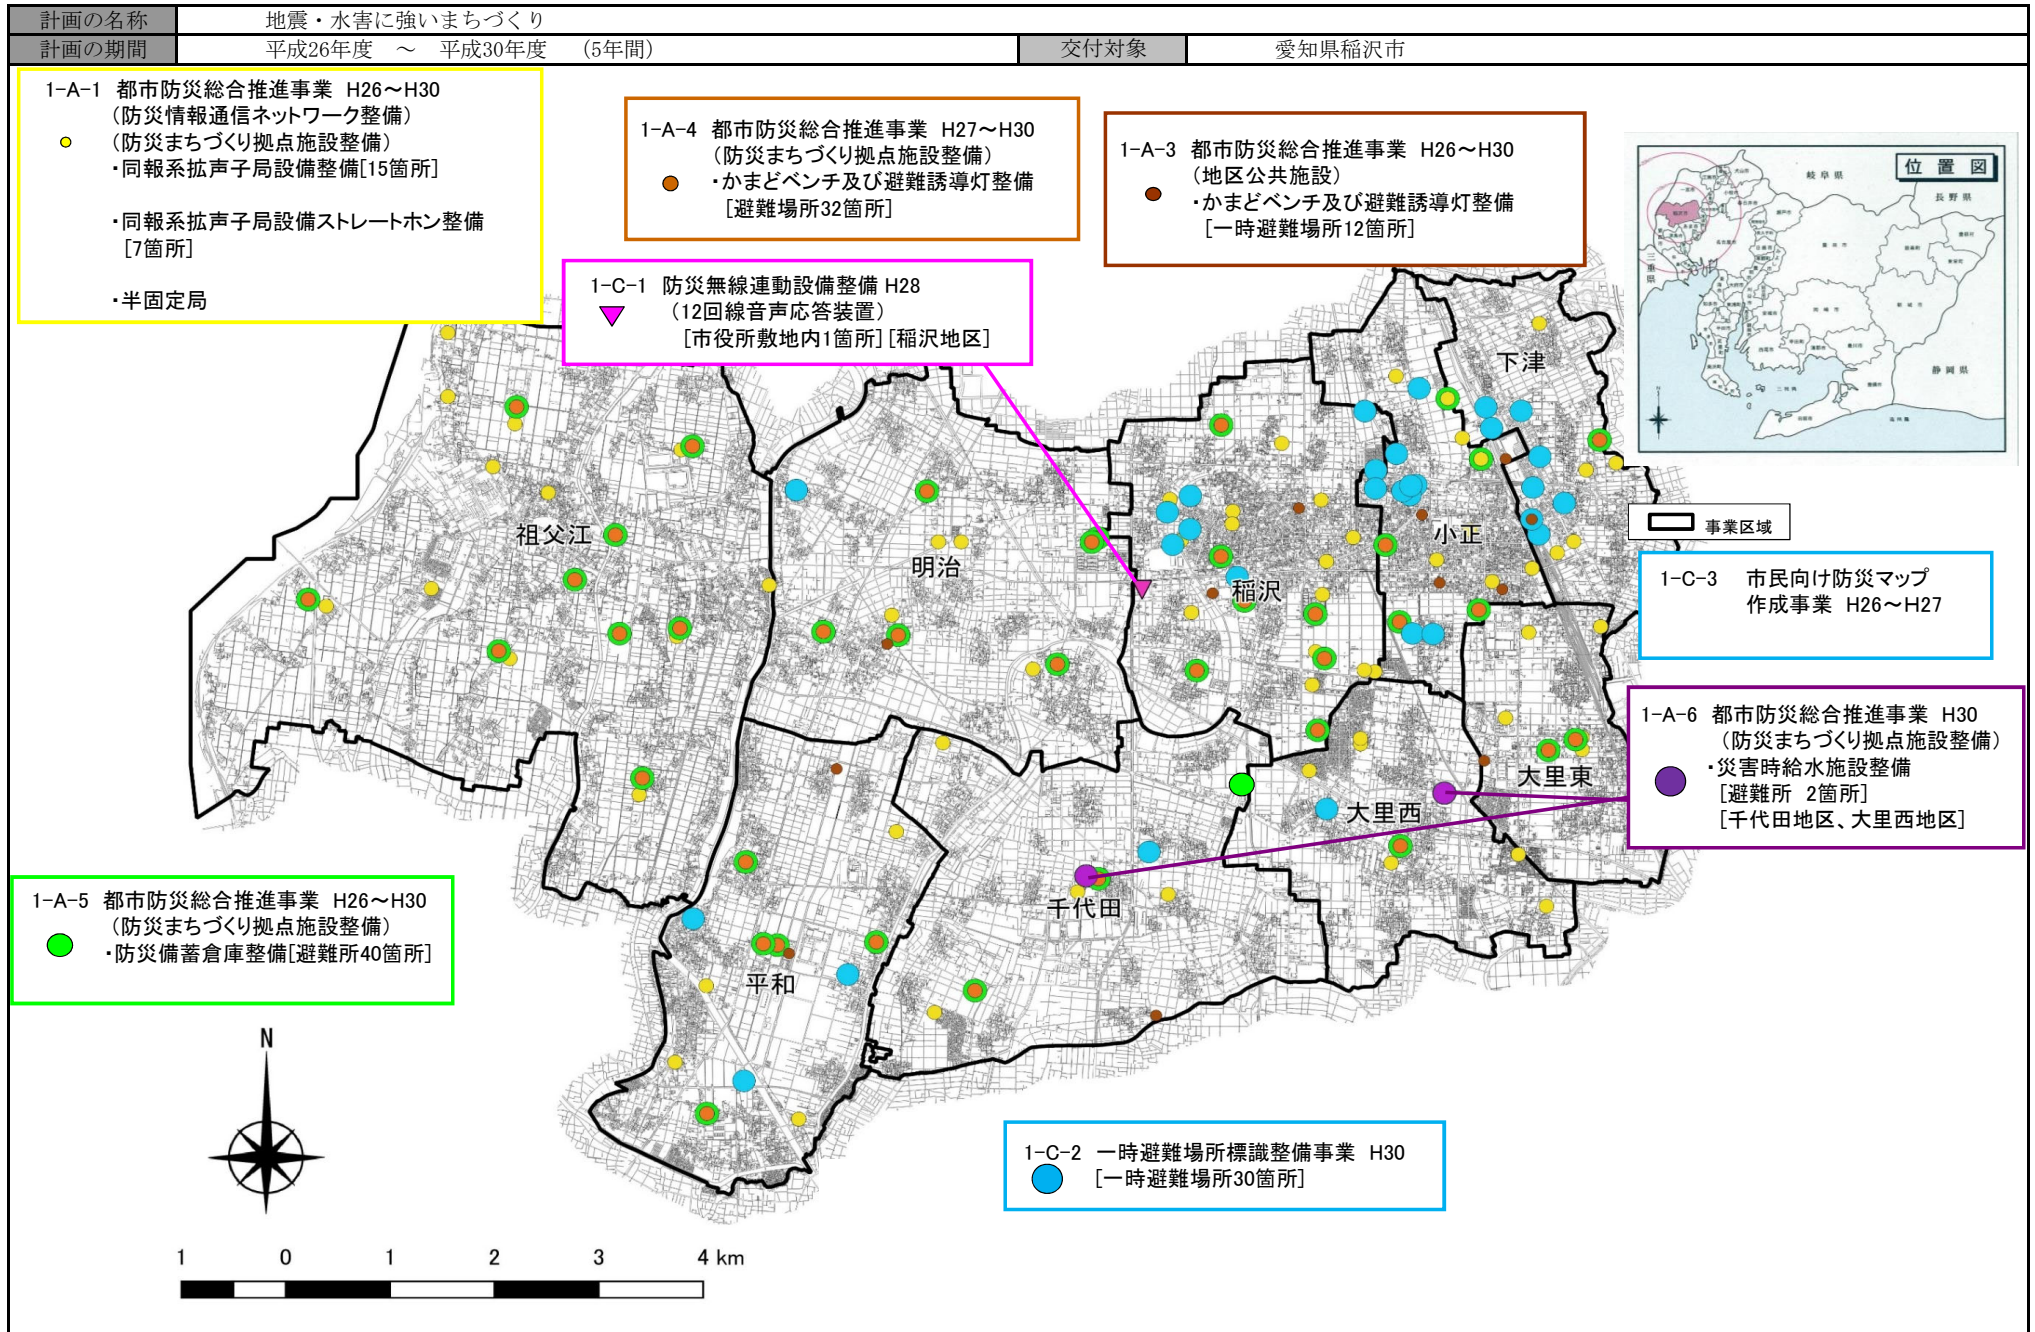 計画の名称 地震・水害に強いまちづくり
計画の期間 平成26年度 ～ 平成30年度 (5年間) 交付対象 愛知県稲沢市
1-A-1 都市防災総合推進事業 H26～H30
(防災情報通信ネットワーク整備)
(防災まちづくり拠点施設整備)
・同報系拡声子局設備整備[15箇所]
・同報系拡声子局設備ストレートホン整備
[7箇所]
・半固定局
1-A-4 都市防災総合推進事業 H27～H30
(防災まちづくり拠点施設整備)
・かまどベンチ及び避難誘導灯整備
[避難場所32箇所]
1-A-3 都市防災総合推進事業 H26～H30
(地区公共施設)
・かまどベンチ及び避難誘導灯整備
[一時避難場所12箇所]
1-C-1 防災無線連動設備整備 H28
(12回線音声応答装置)
[市役所敷地内1箇所][稲沢地区]
位置図
岐阜県
長野県
三重県
静岡県
下津
祖父江
明治
稲沢
小正
大里東
大里西
千代田
平和
事業区域
1-C-3 市民向け防災マップ
作成事業 H26～H27
1-A-6 都市防災総合推進事業 H30
(防災まちづくり拠点施設整備)
・災害時給水施設整備
[避難所 2箇所]
[千代田地区、大里西地区]
1-A-5 都市防災総合推進事業 H26～H30
(防災まちづくり拠点施設整備)
・防災備蓄倉庫整備[避難所40箇所]
1-C-2 一時避難場所標識整備事業 H30
[一時避難場所30箇所]
N
1 0 1 2 3 4 km